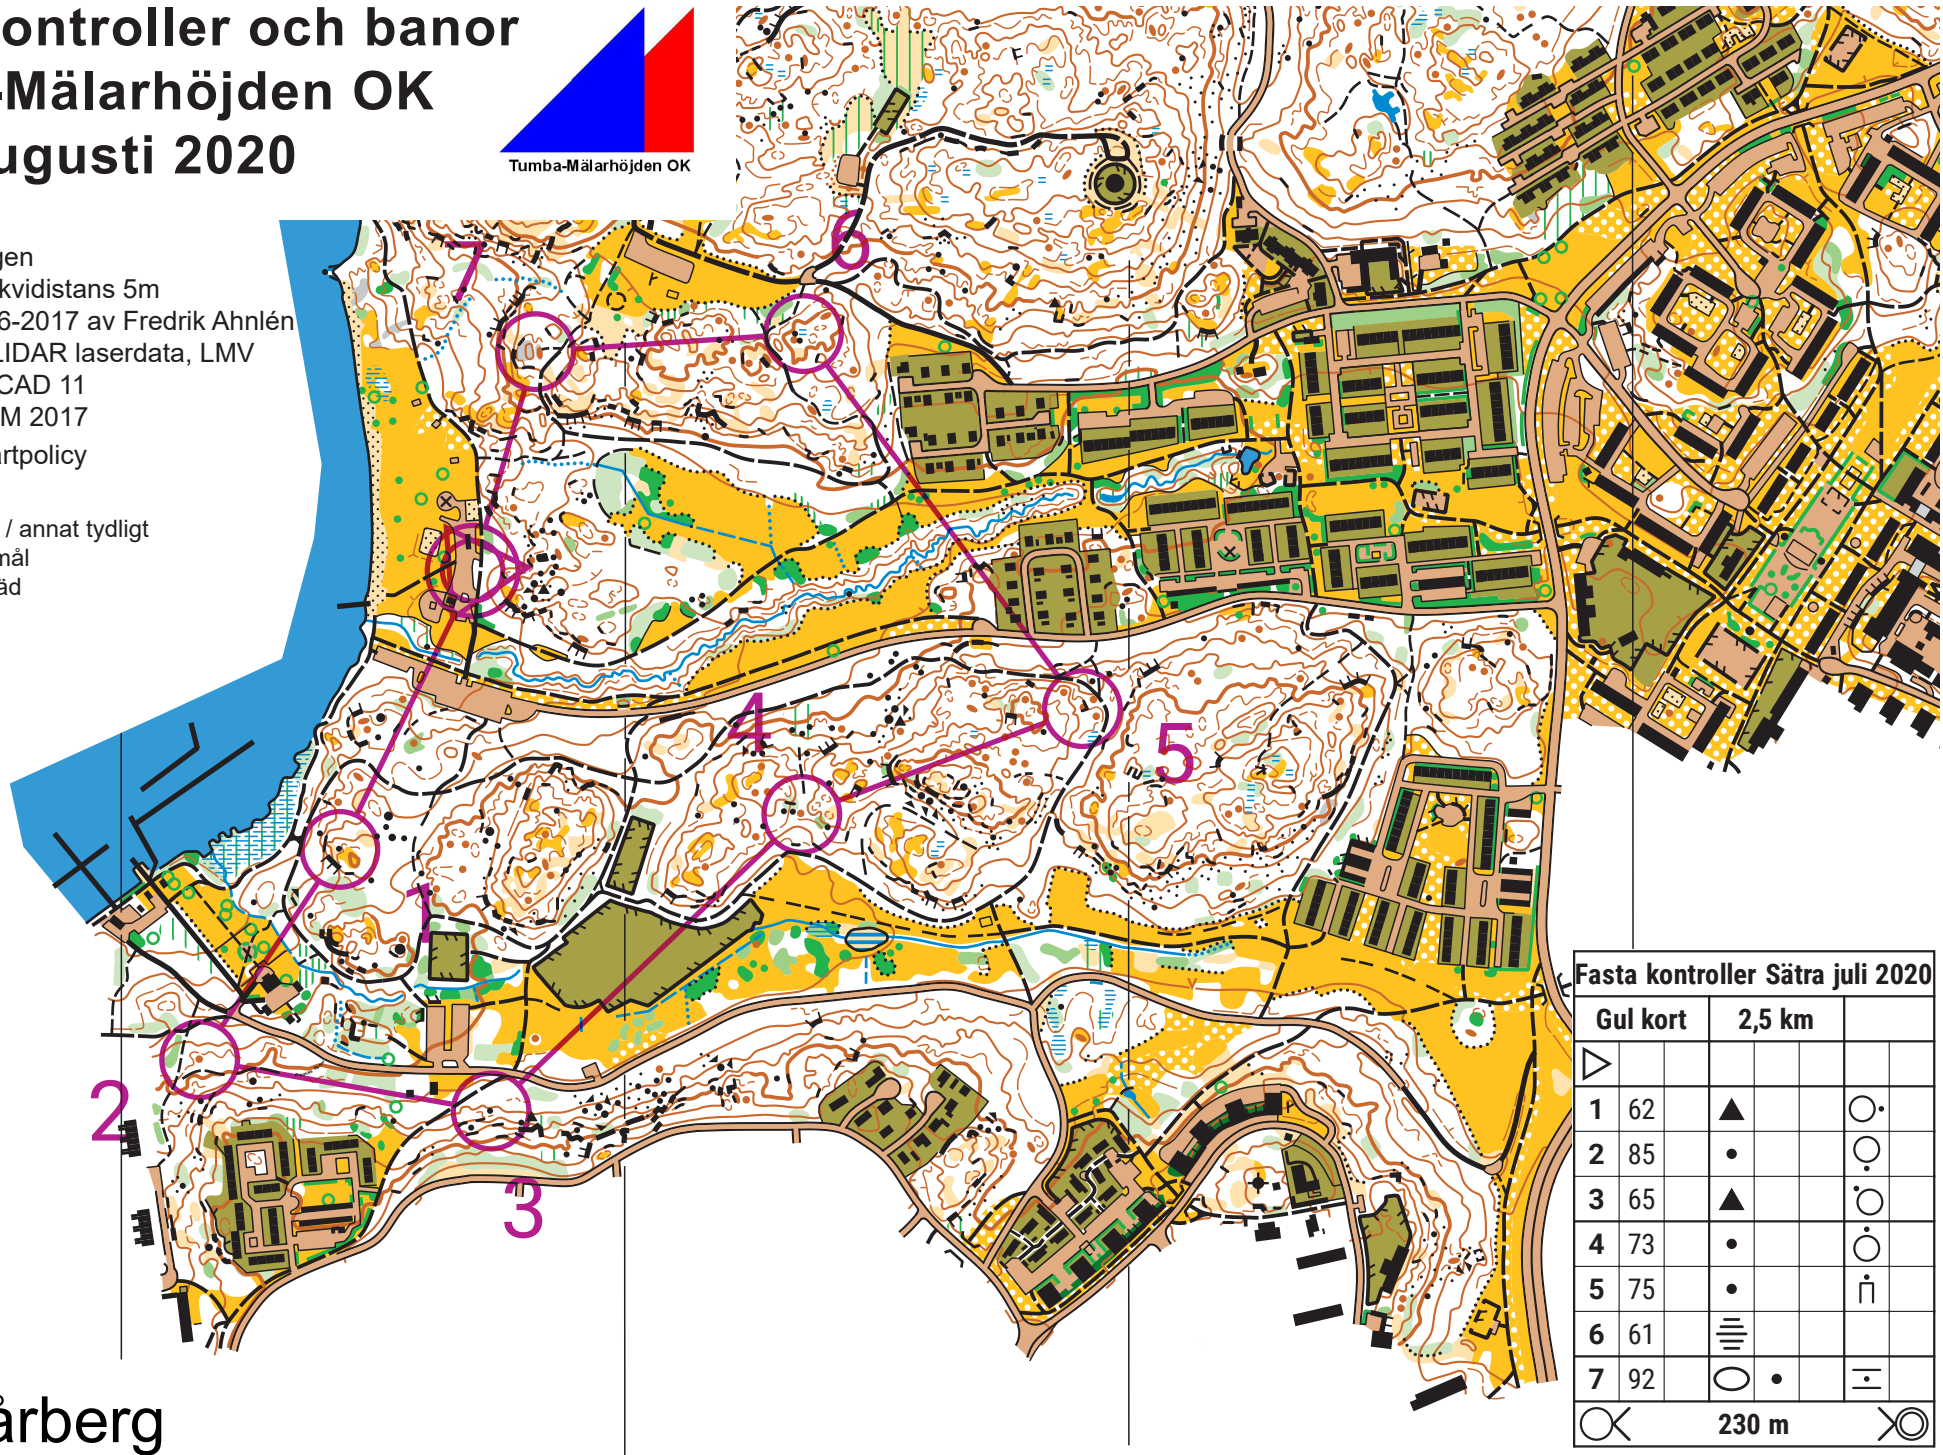 ontroller och banor
-Mälarhöjden OK
ugusti 2020
Tumba-Mälarhöjden OK
gen
kvidistans 5m
6-2017 av Fredrik Ahnlén
LIDAR laserdata, LMV
CAD 11
M 2017
artpolicy
/ annat tydligt
mål
äd
7
6
4
5
1
2
3
Fasta kontroller Sätra juli 2020
Gul kort 2,5 km
1 62
2 85
3 65
4 73
5 75
6 61
7 92
230 m
årberg